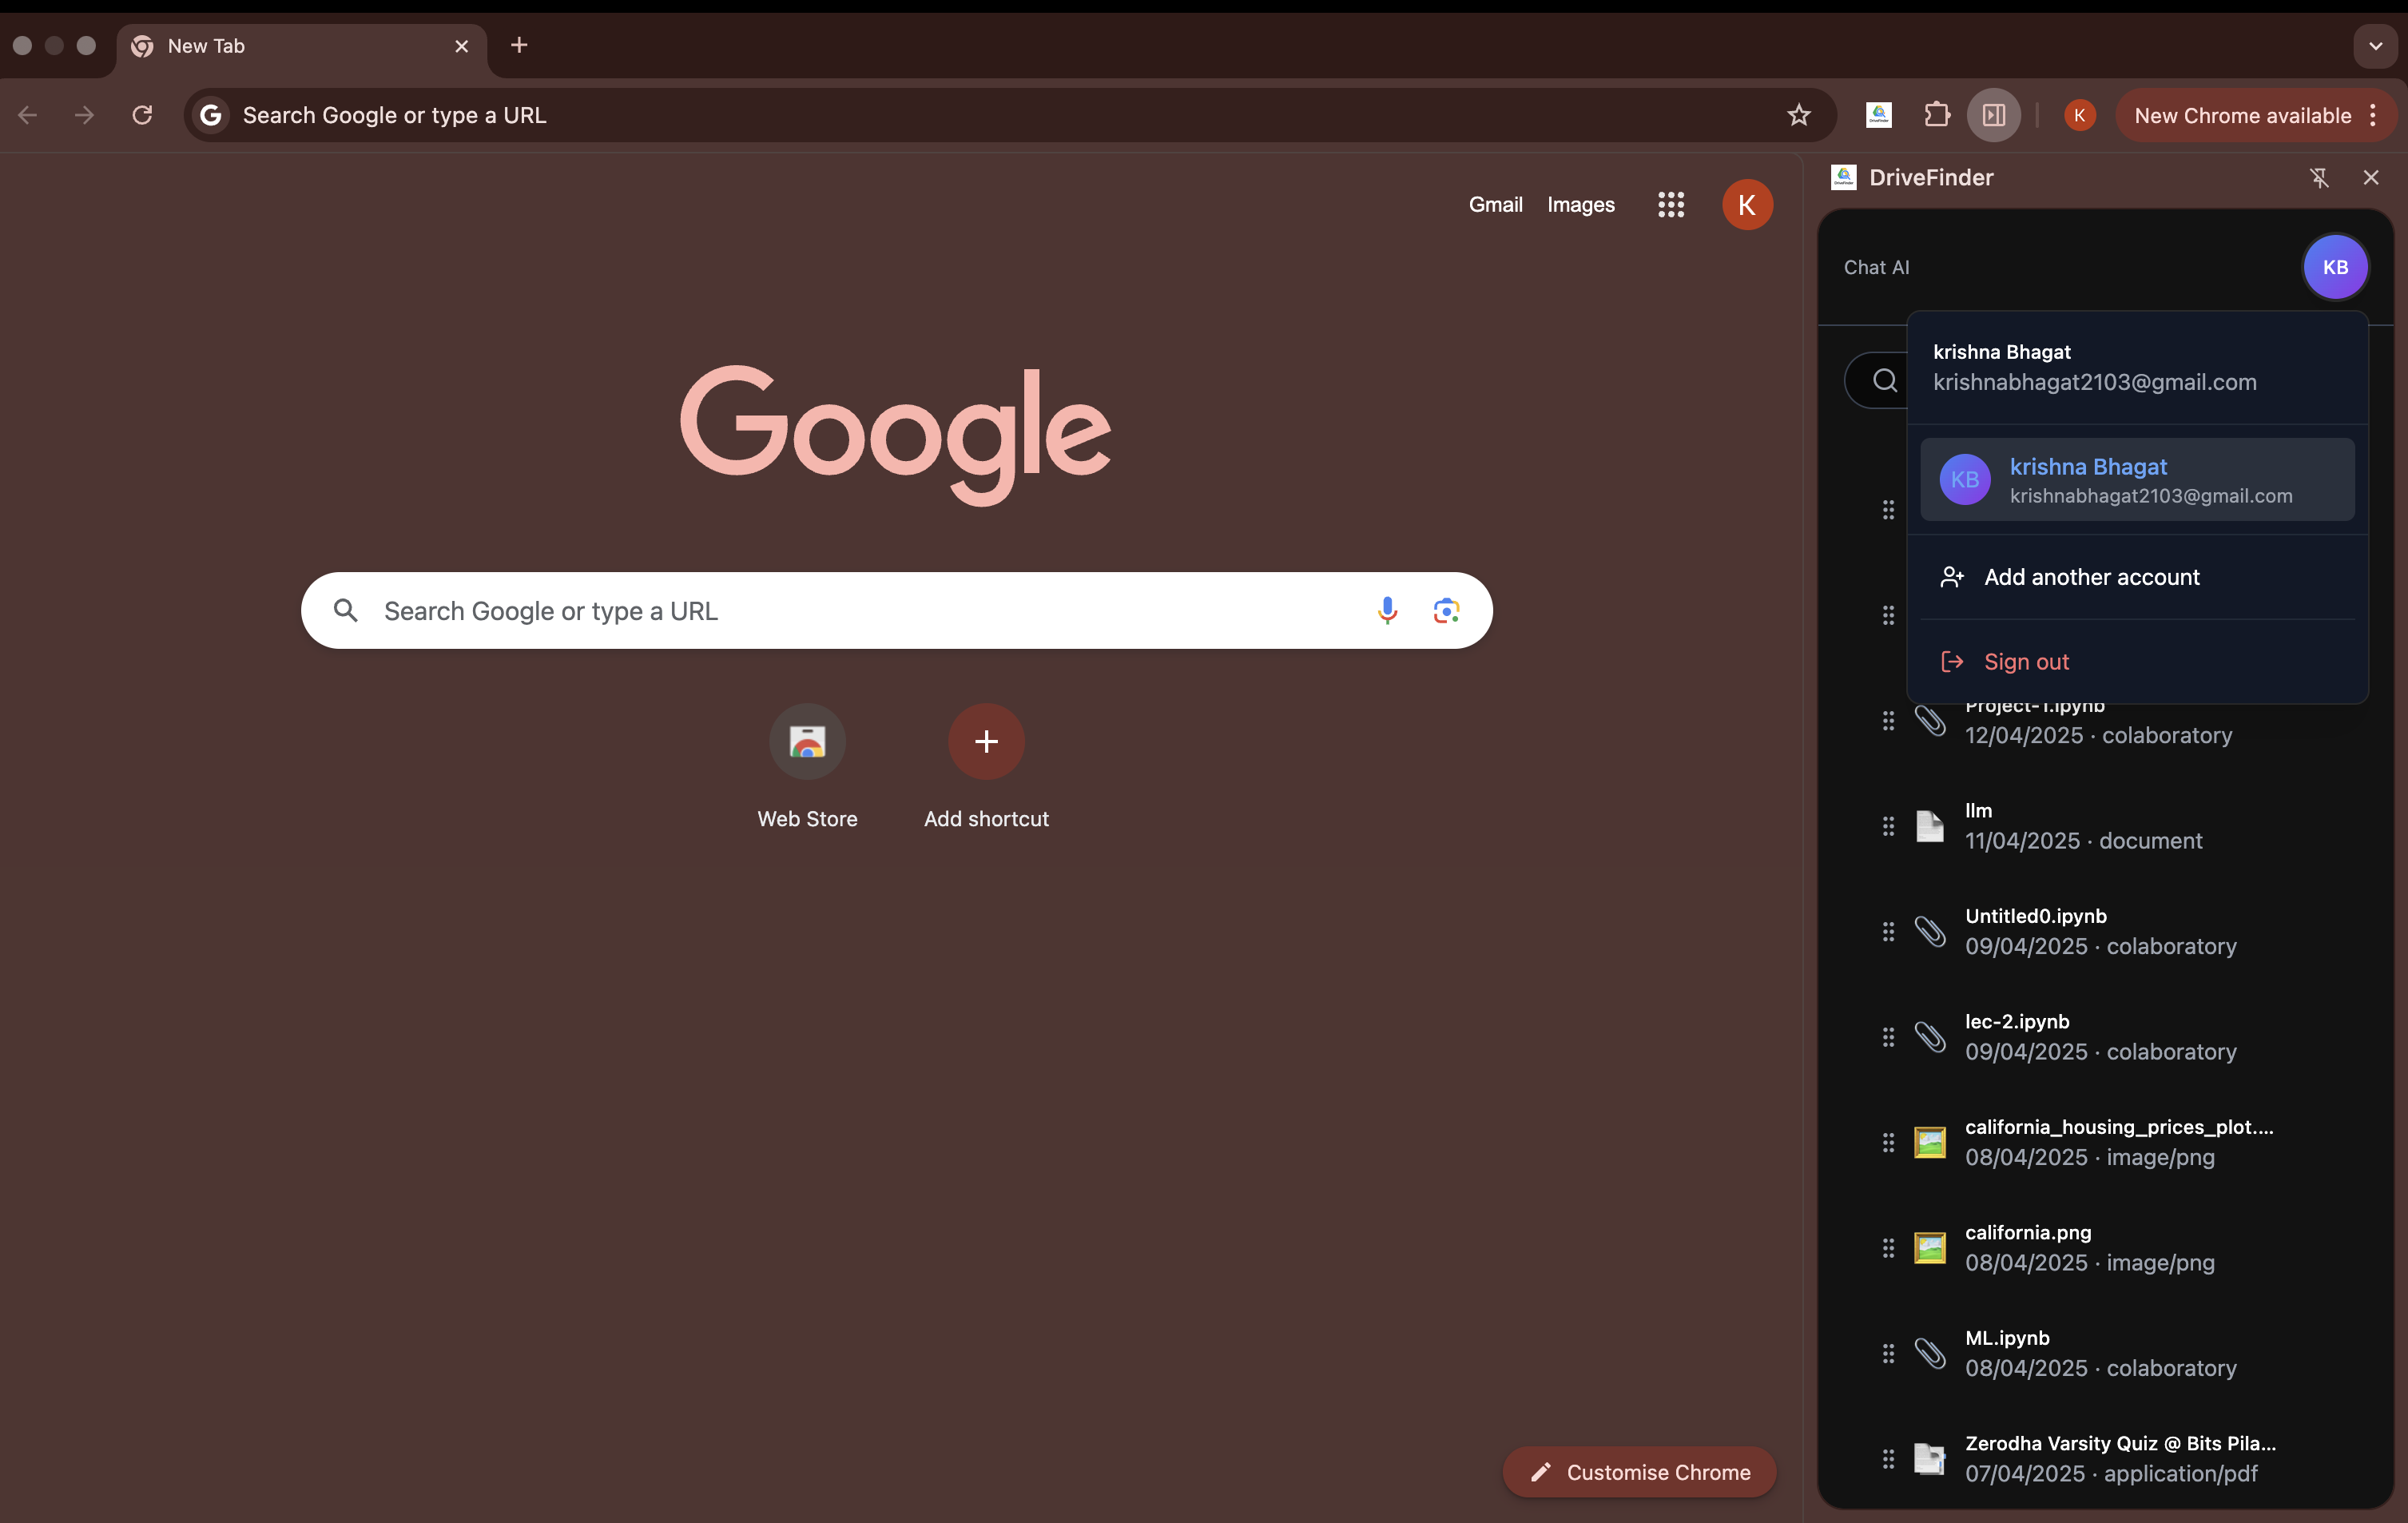 New Tab
Search Google or type a URL
K
New Chrome available
DriveFinder
Gmail Images
K
Chat AI
KB
krishna Bhagat
krishnabhagat2103@gmail.com
KB
krishna Bhagat
krishnabhagat2103@gmail.com
Add another account
Sign out
Google
Search Google or type a URL
Web Store
Add shortcut
Project-1.ipynb
12/04/2025 · colaboratory
llm
11/04/2025 · document
Untitled0.ipynb
09/04/2025 · colaboratory
lec-2.ipynb
09/04/2025 · colaboratory
california_housing_prices_plot....
08/04/2025 · image/png
california.png
08/04/2025 · image/png
ML.ipynb
08/04/2025 · colaboratory
Zerodha Varsity Quiz @ Bits Pila...
07/04/2025 · application/pdf
Customise Chrome